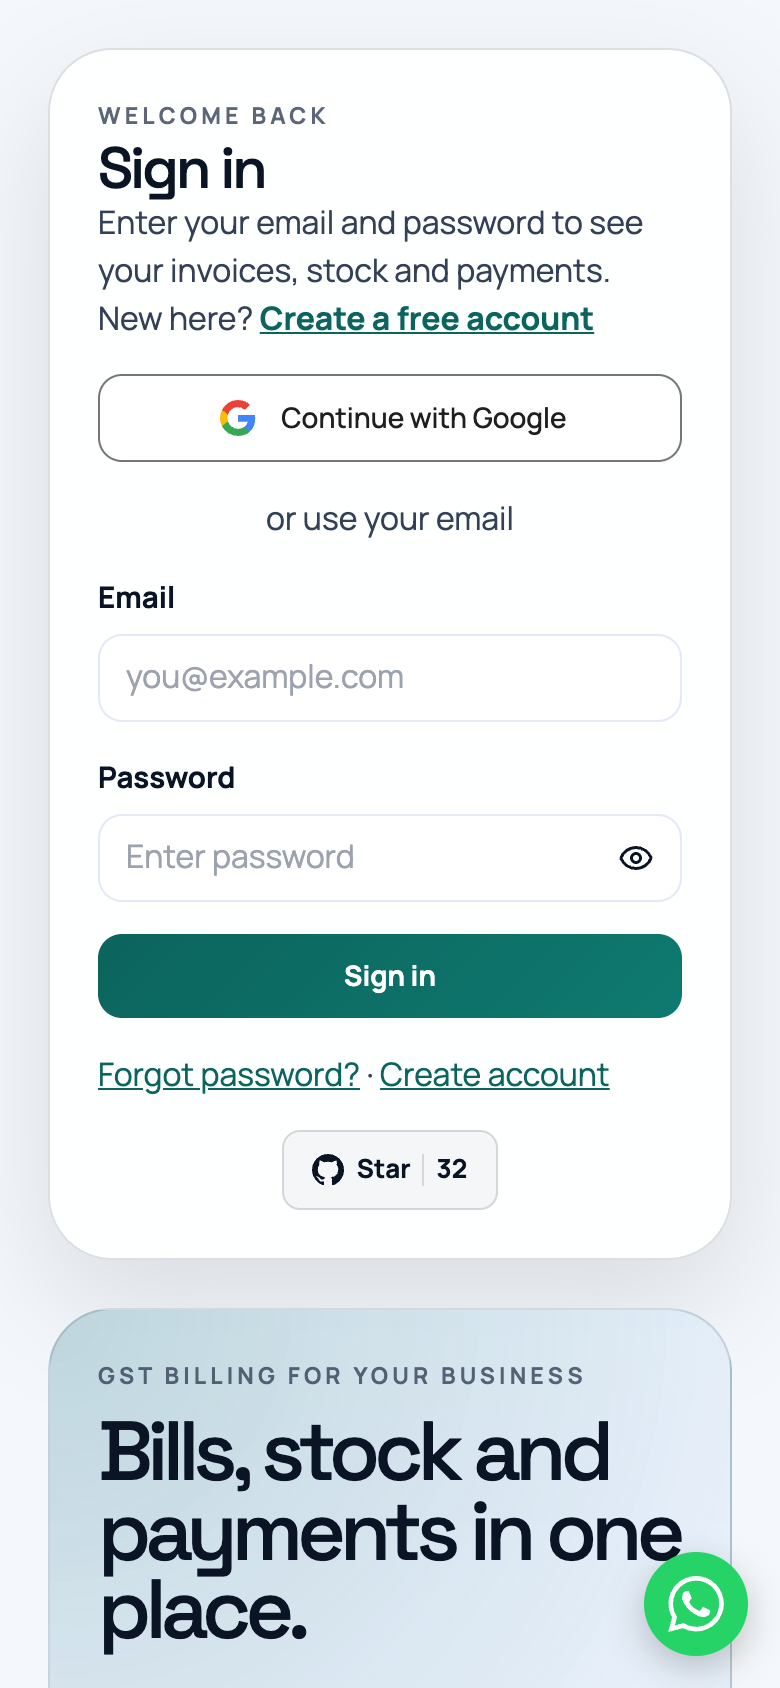 WELCOME BACK
Sign in
Enter your email and password to see
your invoices, stock and payments.
New here? Create a free account
Continue with Google
or use your email
Email
you@example.com
Password
Enter password
Sign in
Forgot password? · Create account
Star 32
GST BILLING FOR YOUR BUSINESS
Bills, stock and
payments in one
place.